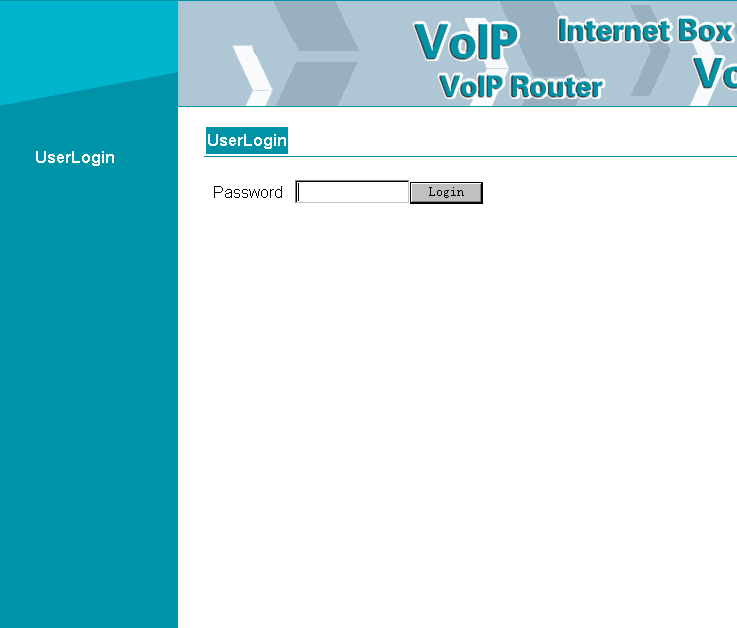 VoIP
Internet Box
VoIP Router
UserLogin
UserLogin
Password
Login